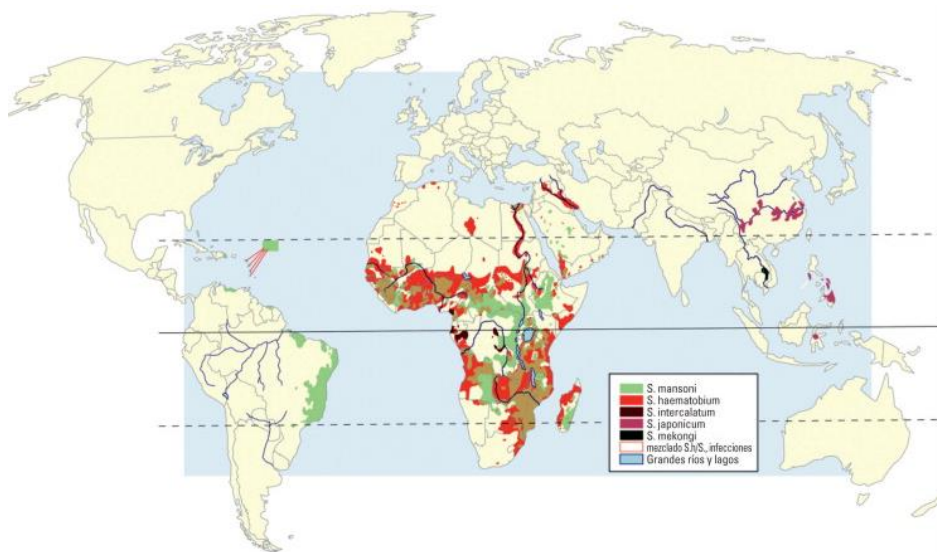 S. mansoni
S. haematobium
S. intercalatum
S. japonicum
S. mekongi
mezclado S.h/S., infecciones
Grandes ríos y lagos